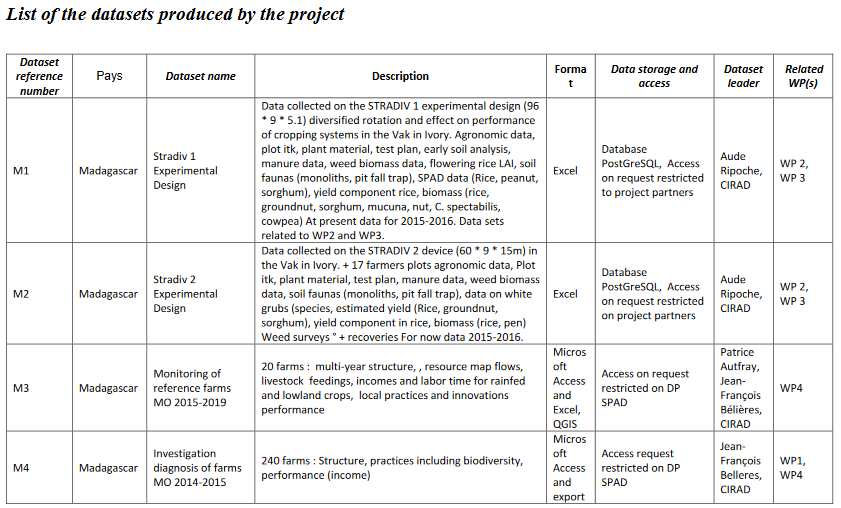 List of the datasets produced by the project
Dataset
reference
number
Pays
Dataset name
Description
Forma
t
Data storage and
access
Dataset
leader
Related
WP(s)
M1
Madagascar
Stradiv 1
Experimental
Design
Data collected on the STRADIV 1 experimental design (96
* 9 * 5.1) diversified rotation and effect on performance
of cropping systems in the Vak in Ivory. Agronomic data,
plot itk, plant material, test plan, early soil analysis,
manure data, weed biomass data, flowering rice LAI, soil
faunas (monoliths, pit fall trap), SPAD data (Rice, peanut,
sorghum), yield component rice, biomass (rice,
groundnut, sorghum, mucuna, nut, C. spectabilis,
cowpea) At present data for 2015-2016. Data sets
related to WP2 and WP3.
Excel
Database
PostGreSQL, Access
on request restricted
to project partners
Aude
Ripoche,
CIRAD
WP 2,
WP 3
M2
Madagascar
Stradiv 2
Experimental
Design
Data collected on the STRADIV 2 device (60 * 9 * 15m) in
the Vak in Ivory. + 17 farmers plots agronomic data, Plot
itk, plant material, test plan, manure data, weed biomass
data, soil faunas (monoliths, pit fall trap), data on white
grubs (species, estimated yield (Rice, groundnut,
sorghum), yield component in rice, biomass (rice, pen)
Weed surveys ° + recoveries For now data 2015-2016.
Excel
Database
PostGreSQL, Access
on request restricted
on project partners
Aude
Ripoche,
CIRAD
WP 2,
WP 3
M3
Madagascar
Monitoring of
reference farms
MO 2015-2019
20 farms : multi-year structure, , resource map flows,
livestock feedings, incomes and labor time for rainfed
and lowland crops, local practices and innovations
performance
Micros
oft
Access
and
Excel,
QGIS
Access on request
restricted on DP
SPAD
Patrice
Autfray,
Jean-
François
Bélières,
CIRAD
WP4
M4
Madagascar
Investigation
diagnosis of farms
MO 2014-2015
240 farms : Structure, practices including biodiversity,
performance (income)
Micros
oft
Access
and
export
Access request
restricted on DP
SPAD
Jean-
François
Belleres,
CIRAD
WP1,
WP4